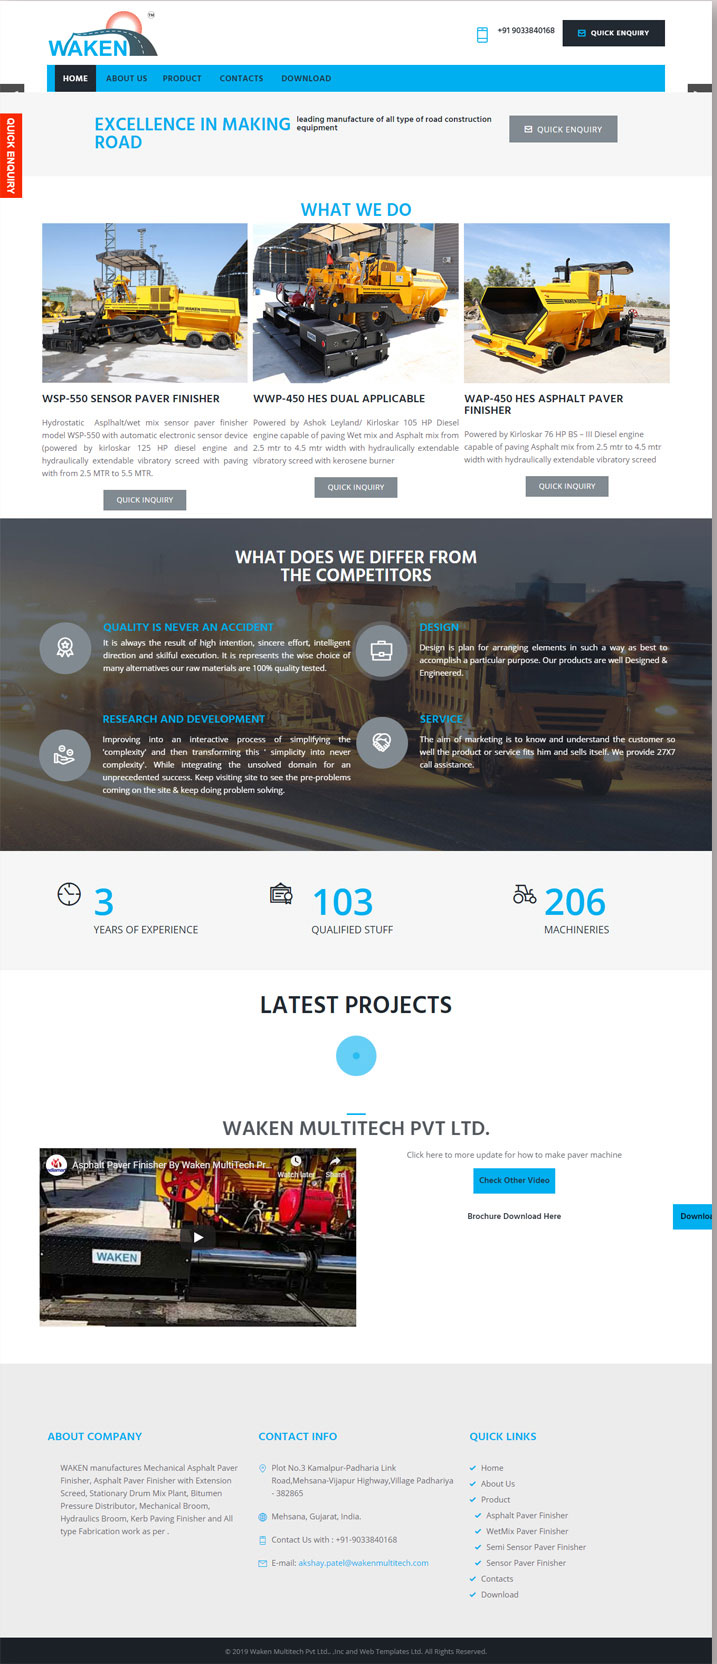 TM
WAKEN
+91 9033840168
QUICK ENQUIRY
HOME ABOUT US PRODUCT CONTACTS DOWNLOAD
QUICK ENQUIRY
EXCELLENCE IN MAKING
ROAD
leading manufacture of all type of road construction
equipment
QUICK ENQUIRY
WHAT WE DO
WAKEN
WSP-550 SENSOR PAVER FINISHER
Hydrostatic Asplhalt/wet mix sensor paver finisher
model WSP-550 with automatic electronic sensor device
(powered by kirloskar 125 HP diesel engine and
hydraulically extendable vibratory screed with paving
with from 2.5 MTR to 5.5 MTR.
QUICK INQUIRY
WWP-450 HES DUAL APPLICABLE
Powered by Ashok Leyland/ Kirloskar 105 HP Diesel
engine capable of paving Wet mix and Asphalt mix from
2.5 mtr to 4.5 mtr width with hydraulically extendable
vibratory screed with kerosene burner
QUICK INQUIRY
WAP-450 HES ASPHALT PAVER
FINISHER
Powered by Kirloskar 76 HP BS – III Diesel engine
capable of paving Asphalt mix from 2.5 mtr to 4.5 mtr
width with hydraulically extendable vibratory screed
QUICK INQUIRY
WHAT DOES WE DIFFER FROM
THE COMPETITORS
QUALITY IS NEVER AN ACCIDENT
It is always the result of high intention, sincere effort, intelligent
direction and skilful execution. It is represents the wise choice of
many alternatives our raw materials are 100% quality tested.
DESIGN
Design is plan for arranging elements in such a way as best to
accomplish a particular purpose. Our products are well Designed &
Engineered.
RESEARCH AND DEVELOPMENT
Improving into an interactive process of simplifying the
'complexity' and then transforming this ' simplicity into never
complexity'. While integrating the unsolved domain for an
unprecedented success. Keep visiting site to see the pre-problems
coming on the site & keep doing problem solving.
SERVICE
The aim of marketing is to know and understand the customer so
well the product or service fits him and sells itself. We provide 27X7
call assistance.
3
YEARS OF EXPERIENCE
103
QUALIFIED STUFF
206
MACHINERIES
LATEST PROJECTS
WAKEN MULTITECH PVT LTD.
Asphalt Paver Finisher By Waken MultiTech Pr...
Watch later
Share
WAKEN
Click here to more update for how to make paver machine
Check Other Video
Brochure Download Here
Downloa
ABOUT COMPANY
WAKEN manufactures Mechanical Asphalt Paver
Finisher, Asphalt Paver Finisher with Extension
Screed, Stationary Drum Mix Plant, Bitumen
Pressure Distributor, Mechanical Broom,
Hydraulics Broom, Kerb Paving Finisher and All
type Fabrication work as per .
CONTACT INFO
Plot No.3 Kamalpur-Padharia Link
Road,Mehsana-Vijapur Highway,Village Padhariya
- 382865
Mehsana, Gujarat, India.
Contact Us with : +91-9033840168
E-mail: akshay.patel@wakenmultitech.com
QUICK LINKS
Home
About Us
Product
Asphalt Paver Finisher
WetMix Paver Finisher
Semi Sensor Paver Finisher
Sensor Paver Finisher
Contacts
Download
© 2019 Waken Multitech Pvt Ltd., .Inc and Web Templates Ltd. All Rights Reserved.